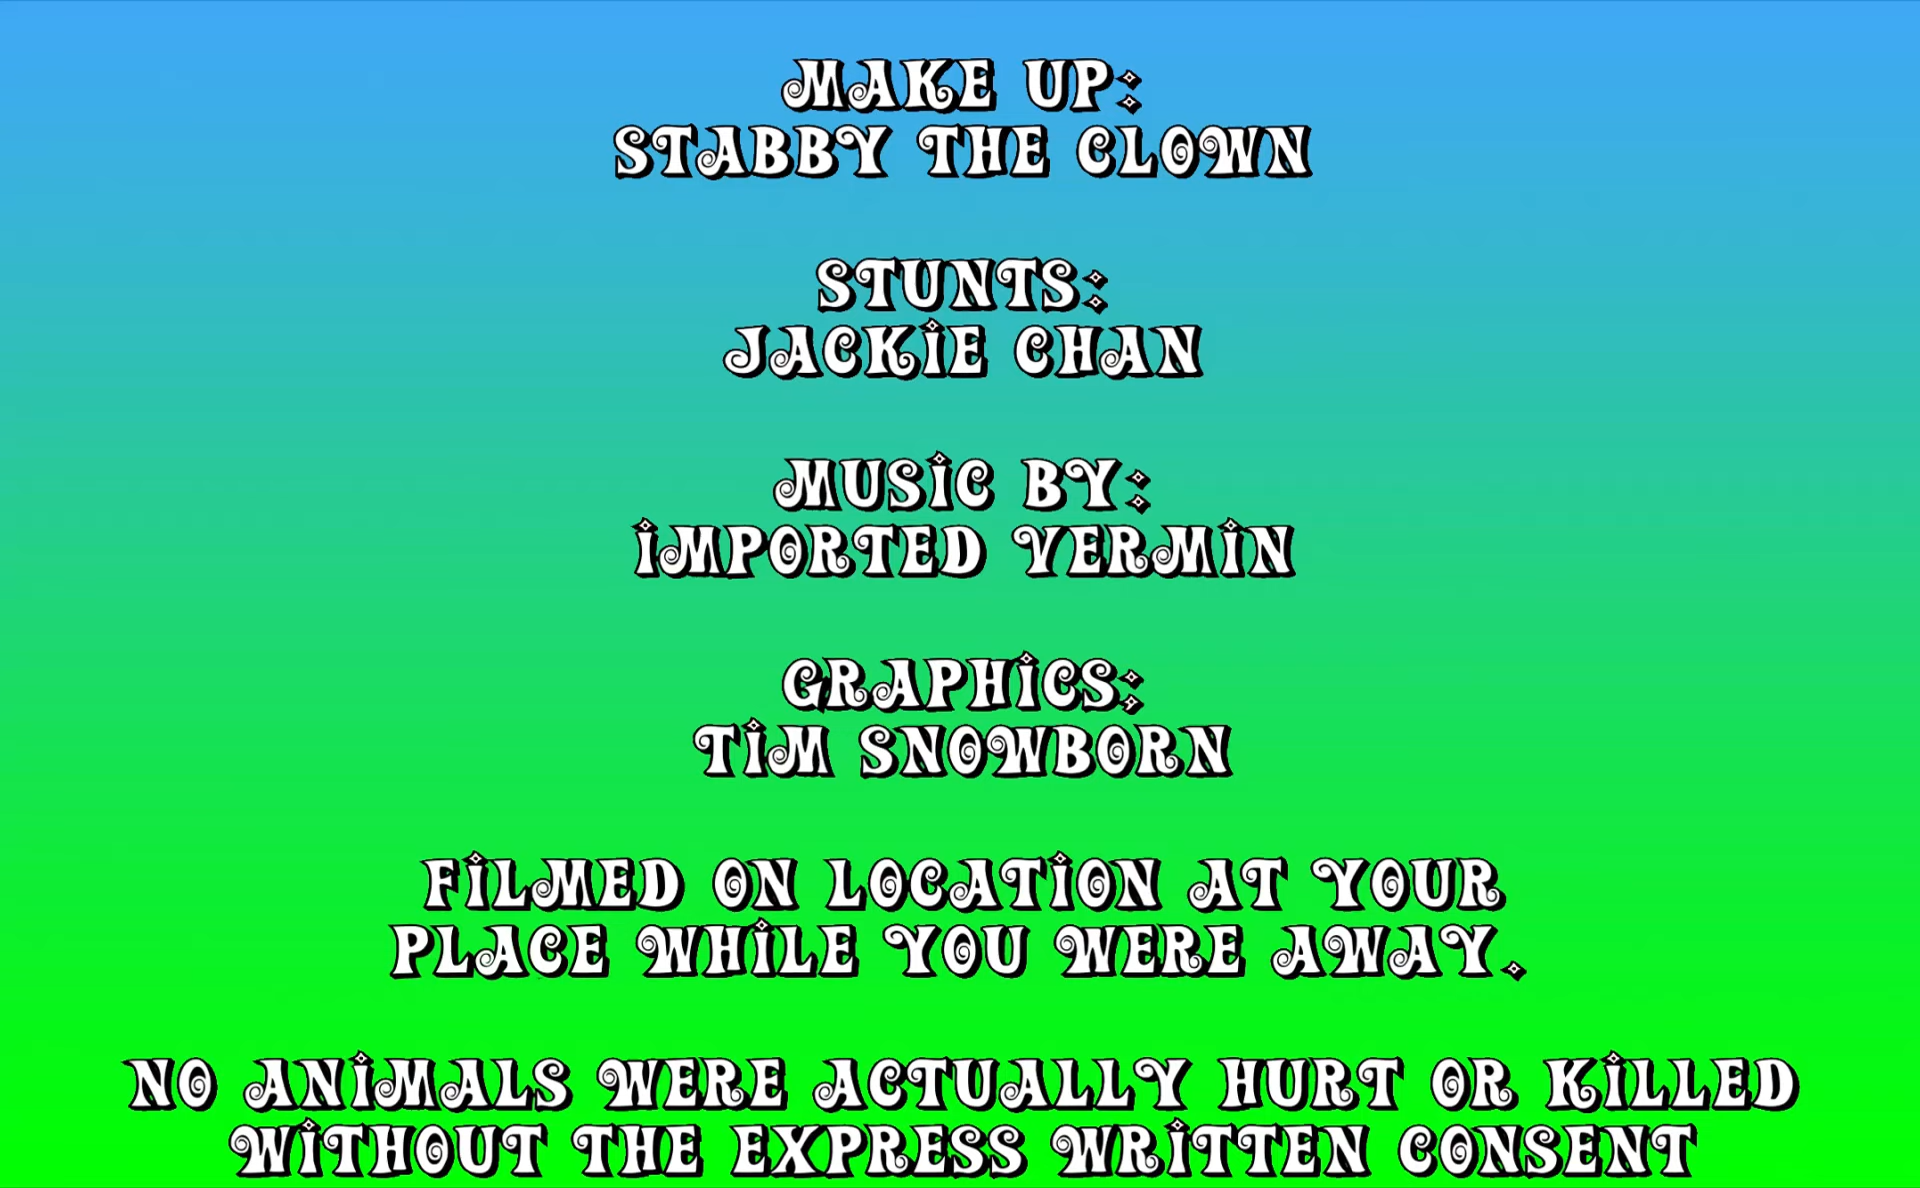 MAKE UP:
STABBY THE CLOWN
STUNTS:
JACKIE CHAN
MUSIC BY:
IMPORTED VERMIN
GRAPHICS:
TIM SNOWBORN
FILMED ON LOCATION AT YOUR
PLACE WHILE YOU WERE AWAY.
NO ANIMALS WERE ACTUALLY HURT OR KILLED
WITHOUT THE EXPRESS WRITTEN CONSENT